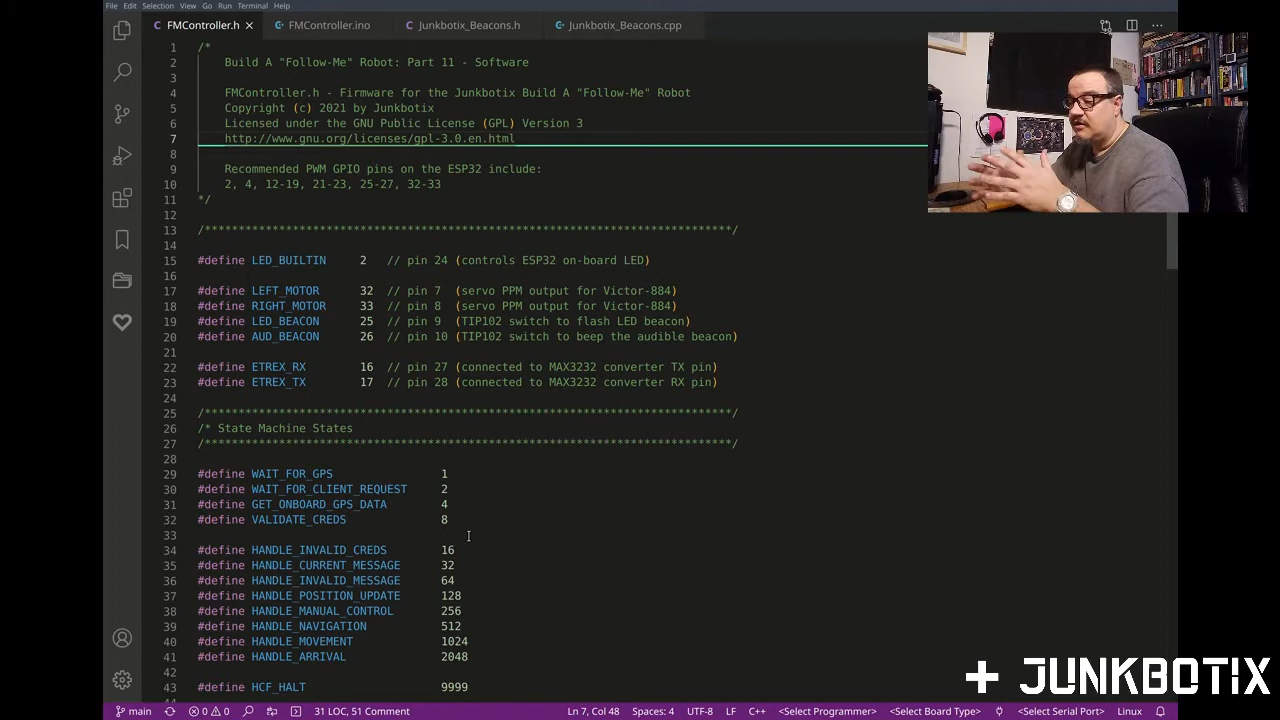 File Edit Selection View Go Run Terminal Help
C FMController.h FMController.ino C Junkbotix_Beacons.h Junkbotix_Beacons.cpp
1 /*
2 Build A "Follow-Me" Robot: Part 11 - Software
3
4 FMController.h - Firmware for the Junkbotix Build A "Follow-Me" Robot
5 Copyright (c) 2021 by Junkbotix
6 Licensed under the GNU Public License (GPL) Version 3
7 http://www.gnu.org/licenses/gpl-3.0.en.html
8
9 Recommended PWM GPIO pins on the ESP32 include:
10 2, 4, 12-19, 21-23, 25-27, 32-33
11 */
12
13 /******************************************************************************/
14
15 #define LED_BUILTIN 2 // pin 24 (controls ESP32 on-board LED)
16
17 #define LEFT_MOTOR 32 // pin 7 (servo PPM output for Victor-884)
18 #define RIGHT_MOTOR 33 // pin 8 (servo PPM output for Victor-884)
19 #define LED_BEACON 25 // pin 9 (TIP102 switch to flash LED beacon)
20 #define AUD_BEACON 26 // pin 10 (TIP102 switch to beep the audible beacon)
21
22 #define ETREX_RX 16 // pin 27 (connected to MAX3232 converter TX pin)
23 #define ETREX_TX 17 // pin 28 (connected to MAX3232 converter RX pin)
24
25 /******************************************************************************/
26 /* State Machine States
27 /******************************************************************************/
28
29 #define WAIT_FOR_GPS 1
30 #define WAIT_FOR_CLIENT_REQUEST 2
31 #define GET_ONBOARD_GPS_DATA 4
32 #define VALIDATE_CREDS 8
33
34 #define HANDLE_INVALID_CREDS 16
35 #define HANDLE_CURRENT_MESSAGE 32
36 #define HANDLE_INVALID_MESSAGE 64
37 #define HANDLE_POSITION_UPDATE 128
38 #define HANDLE_MANUAL_CONTROL 256
39 #define HANDLE_NAVIGATION 512
40 #define HANDLE_MOVEMENT 1024
41 #define HANDLE_ARRIVAL 2048
42
43 #define HCF_HALT 9999
+ JUNKBOTIX
main 0 0 31 LOC, 51 Comment Ln 7, Col 48 Spaces: 4 UTF-8 LF C++ <Select Programmer> <Select Board Type> <Select Serial Port> Linux